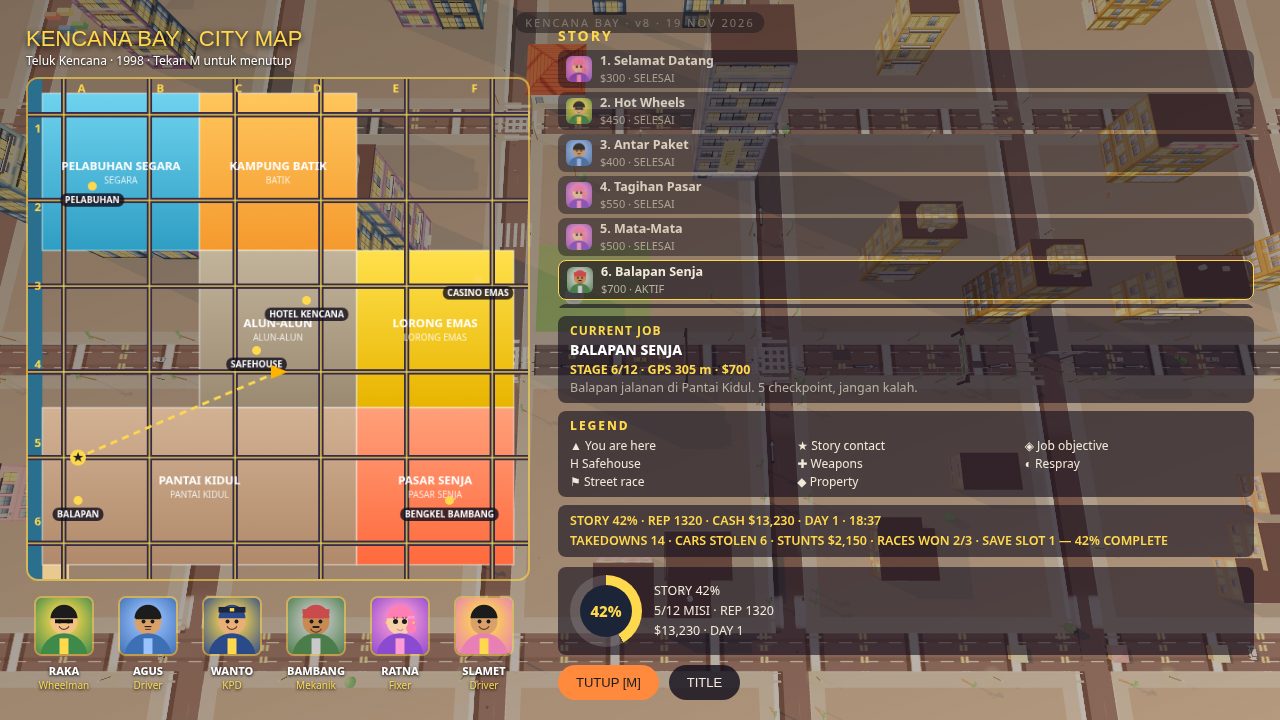 KENCANA BAY · v8 · 19 NOV 2026
KENCANA BAY · CITY MAP
Teluk Kencana · 1998 · Tekan M untuk menutup
A B C D E F
1
2
3
4
5
6
PELABUHAN SEGARA
SEGARA
PELABUHAN
KAMPUNG BATIK
BATIK
CASINO EMAS
HOTEL KENCANA
ALUN-ALUN
ALUN-ALUN
LORONG EMAS
LORONG EMAS
SAFEHOUSE
PANTAI KIDUL
PANTAI KIDUL
PASAR SENJA
PASAR SENJA
BALAPAN
BENGKEL BAMBANG
RAKA
Wheelman
AGUS
Driver
WANTO
KPD
BAMBANG
Mekanik
RATNA
Fixer
SLAMET
Driver
STORY
1. Selamat Datang
$300 · SELESAI
2. Hot Wheels
$450 · SELESAI
3. Antar Paket
$400 · SELESAI
4. Tagihan Pasar
$550 · SELESAI
5. Mata-Mata
$500 · SELESAI
6. Balapan Senja
$700 · AKTIF
CURRENT JOB
BALAPAN SENJA
STAGE 6/12 · GPS 305 m · $700
Balapan jalanan di Pantai Kidul. 5 checkpoint, jangan kalah.
LEGEND
▲ You are here
★ Story contact
◈ Job objective
H Safehouse
✚ Weapons
◖ Respray
⚑ Street race
◆ Property
STORY 42% · REP 1320 · CASH $13,230 · DAY 1 · 18:37
TAKEDOWNS 14 · CARS STOLEN 6 · STUNTS $2,150 · RACES WON 2/3 · SAVE SLOT 1 — 42% COMPLETE
42%
STORY 42%
5/12 MISI · REP 1320
$13,230 · DAY 1
TUTUP [M]
TITLE